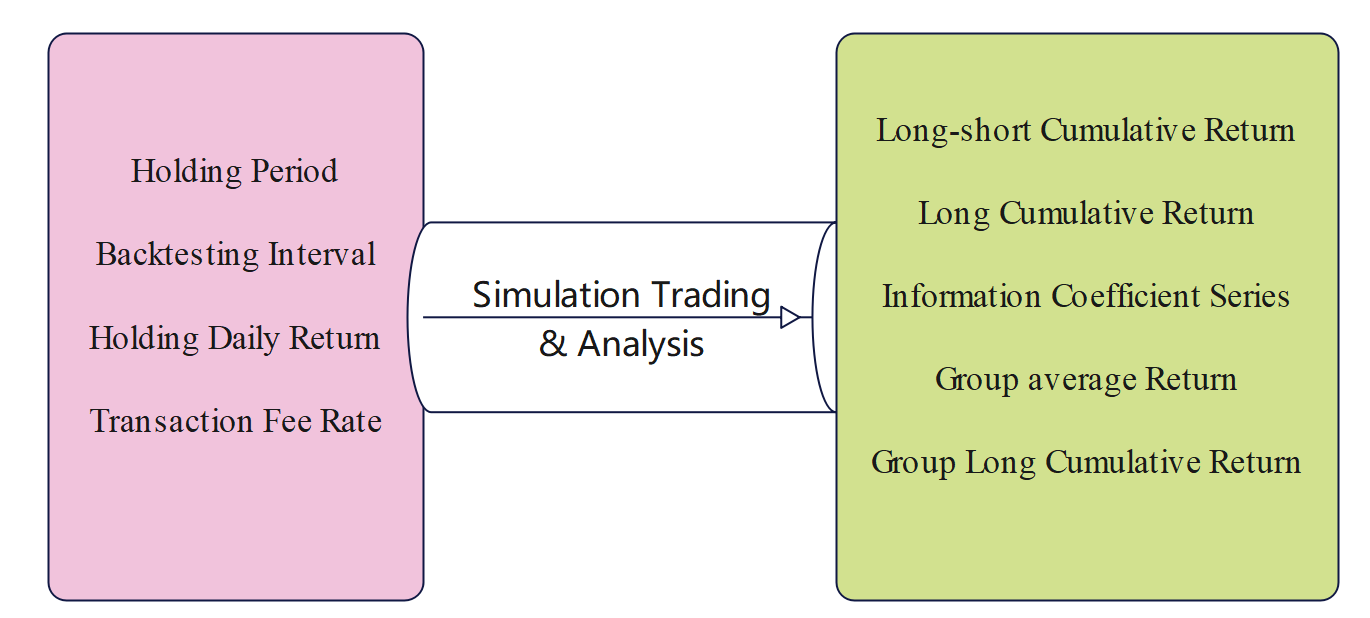 Holding Period
Backtesting Interval
Holding Daily Return
Transaction Fee Rate
Simulation Trading
& Analysis
Long-short Cumulative Return
Long Cumulative Return
Information Coefficient Series
Group average Return
Group Long Cumulative Return